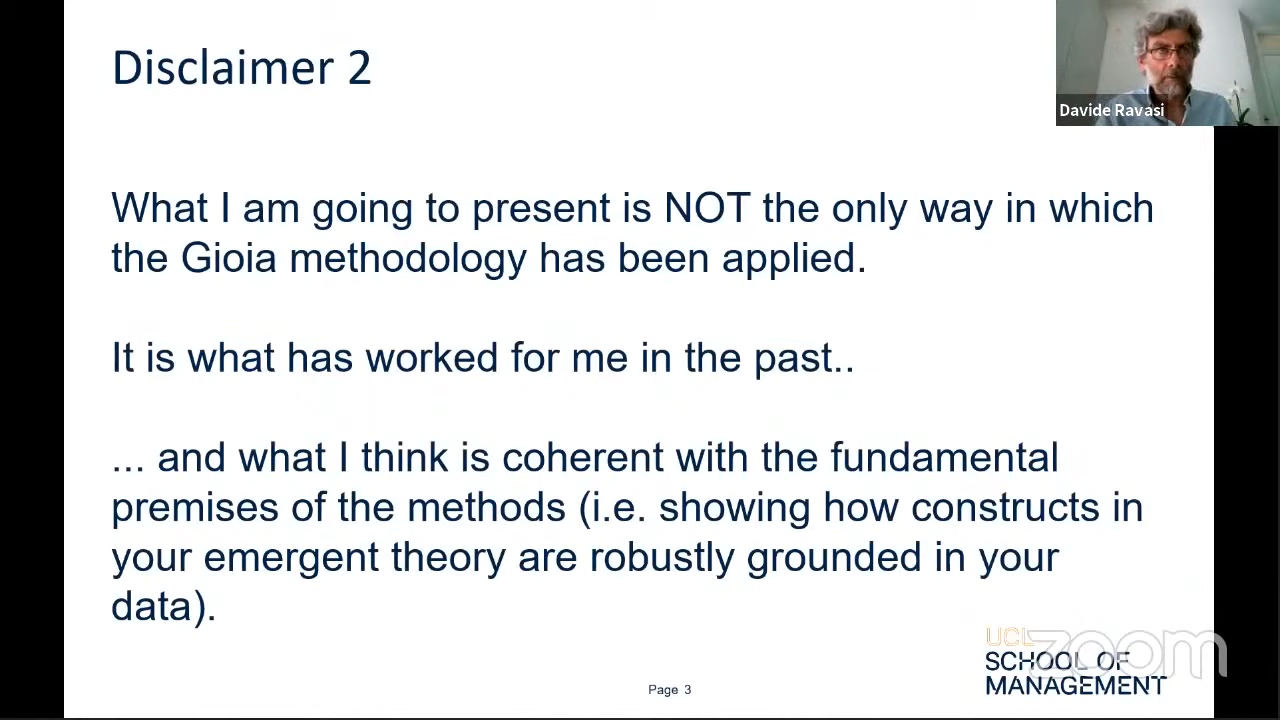 Disclaimer 2
Davide Ravasi
What I am going to present is NOT the only way in which
the Gioia methodology has been applied.
It is what has worked for me in the past..
... and what I think is coherent with the fundamental
premises of the methods (i.e. showing how constructs in
your emergent theory are robustly grounded in your
data).
UCL
zoom
SCHOOL OF
MANAGEMENT
Page 3